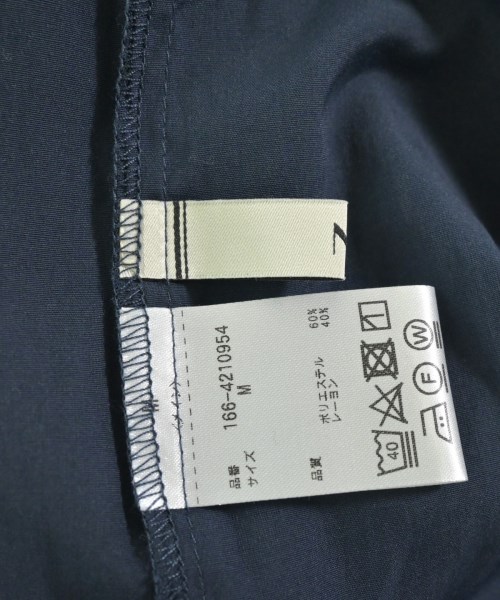 品番 166-4210954
サイズ M
品質 ポリエステル 60%
レーヨン 40%
40
F W